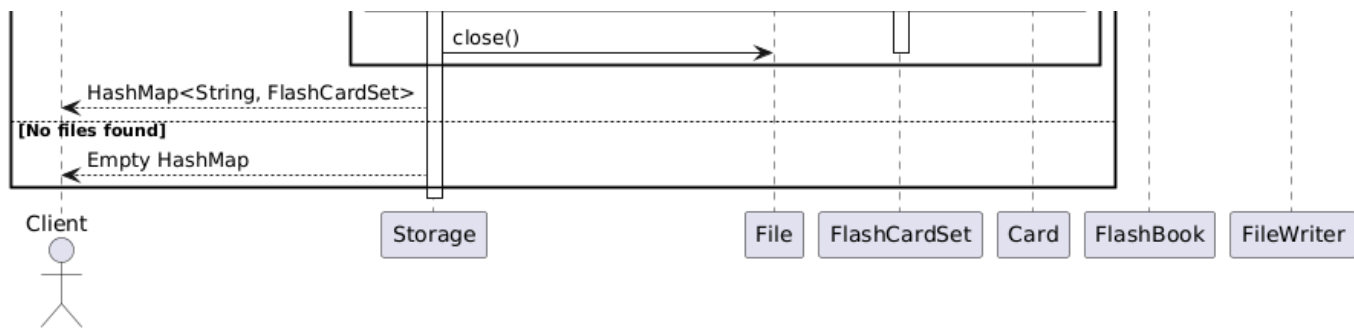 close()
HashMap<String, FlashCardSet>
[No files found]
Empty HashMap
Client
Storage
File
FlashCardSet
Card
FlashBook
FileWriter